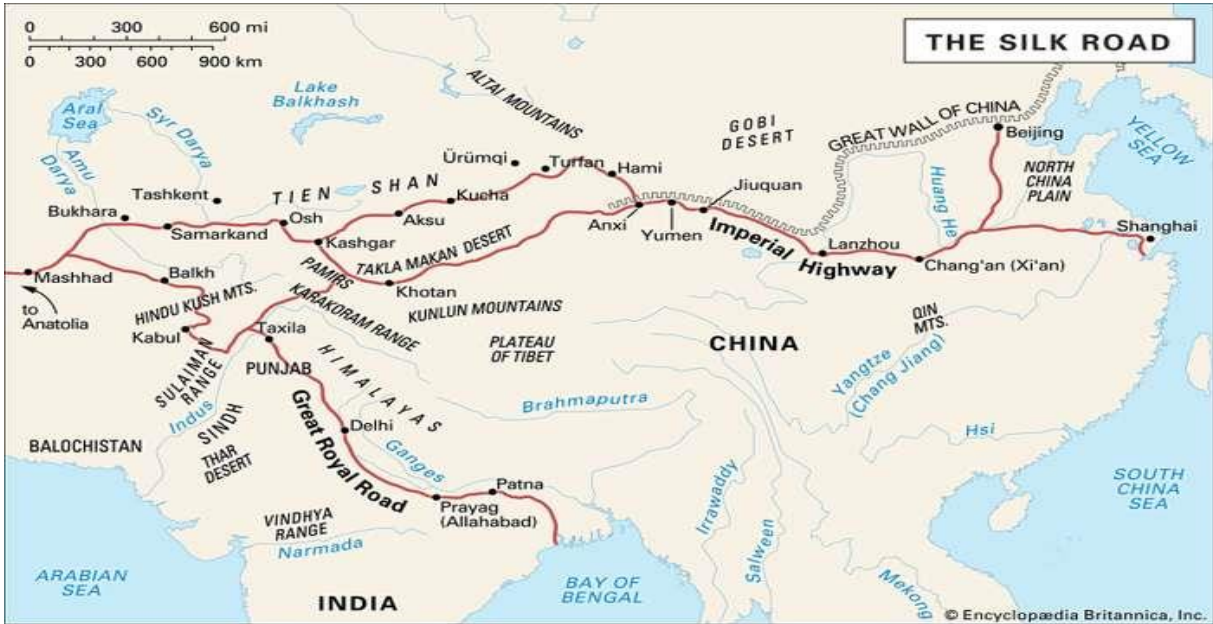 0 300 600 mi
0 300 600 900 km
THE SILK ROAD
Lake
Balkhash
ALTAI MOUNTAINS
Aral
Sea
Syr Darya
Amu
Darya
GOBI
DESERT
GREAT WALL OF CHINA
Beijing
YELLOW
SEA
Ürümqi
Turfan
Hami
Jiuquan
Huang He
NORTH
CHINA
PLAIN
Tashkent
TIEN SHAN
Kucha
Bukhara
Osh
Aksu
Samarkand
Anxi
Yumen
Imperial Highway
Lanzhou
Shanghai
Kashgar
TAKLA MAKAN DESERT
Chang'an (Xi'an)
Mashhad
Balkh
PAMIRS
Khotan
to
Anatolia
HINDU KUSH MTS.
KARAKORAM RANGE
KUNLUN MOUNTAINS
QIN
MTS.
Kabul
Taxila
PLATEAU
OF TIBET
CHINA
SULAIMAN
RANGE
PUNJAB
HIMALAYAS
Yangtze
(Chang Jiang)
Indus
SINDH
Great Royal Road
Brahmaputra
BALOCHISTAN
THAR
DESERT
Delhi
Ganges
Hsi
Patna
Prayag
(Allahabad)
Irrawaddy
SOUTH
CHINA
SEA
VINDHYA
RANGE
Narmada
Salween
ARABIAN
SEA
INDIA
BAY OF
BENGAL
Mekong
© Encyclopædia Britannica, Inc.